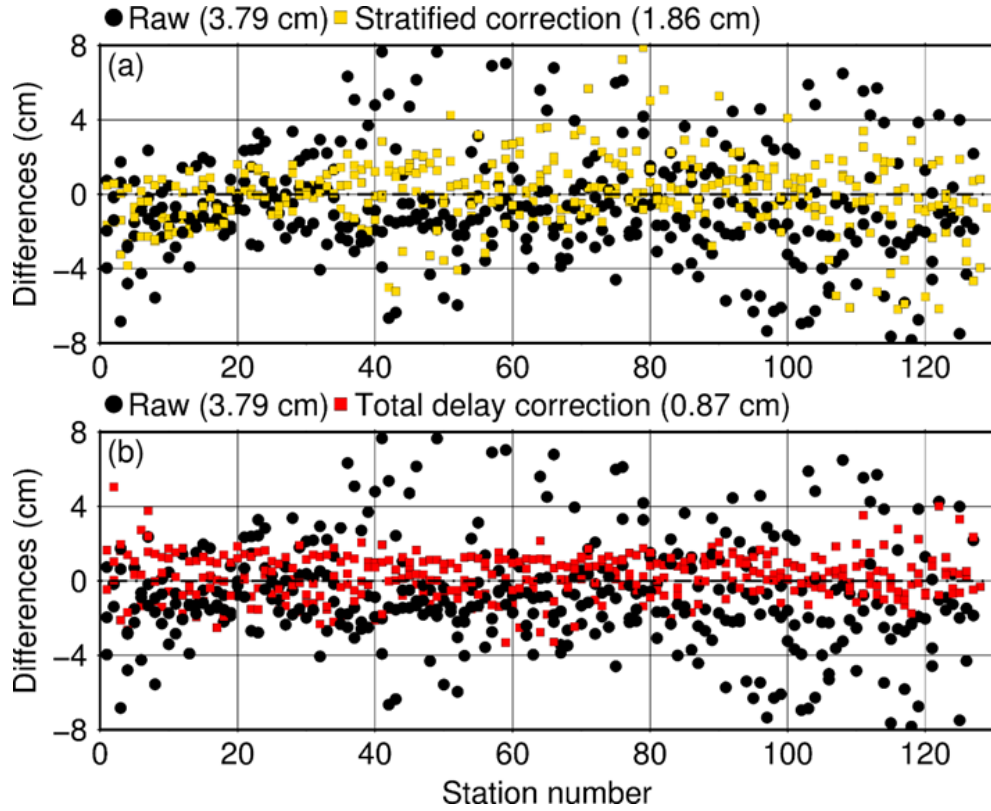 Raw (3.79 cm) Stratified correction (1.86 cm)
8
(a)
4
0
−4
−8
Differences (cm)
0 20 40 60 80 100 120
Raw (3.79 cm) Total delay correction (0.87 cm)
8
(b)
4
0
−4
−8
Differences (cm)
0 20 40 60 80 100 120
Station number